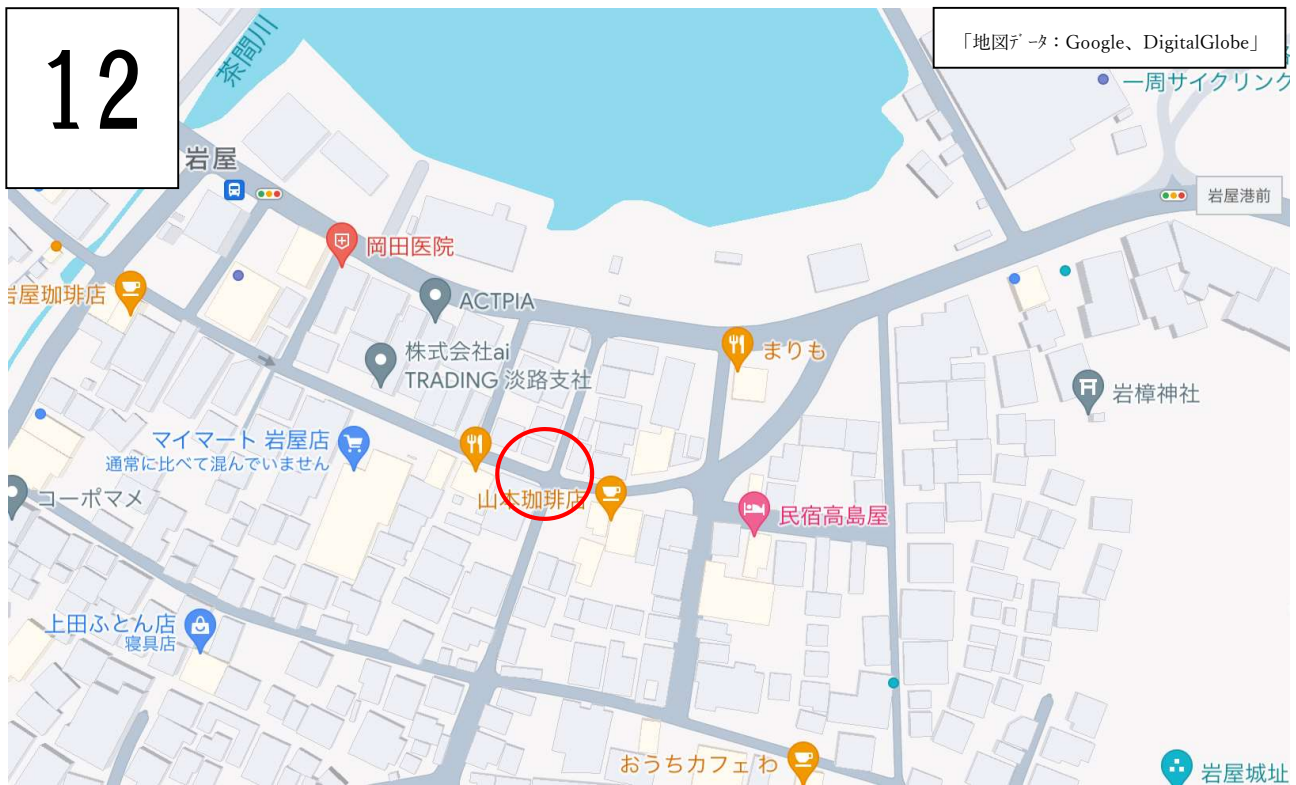 12
「地図ﾃﾞｰﾀ：Google、DigitalGlobe」
茶間川
一周サイクリング
岩屋
岩屋港前
岡田医院
岩屋珈琲店
ACTPIA
株式会社ai
TRADING 淡路支社
まりも
岩樟神社
マイマート 岩屋店
通常に比べて混んでいません
山本珈琲店
コーポマメ
民宿高島屋
上田ふとん店
寝具店
おうちカフェ わ
岩屋城址